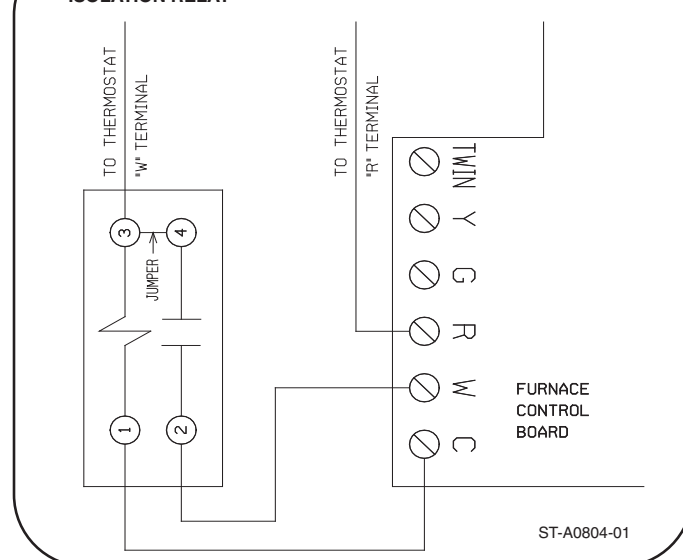 ISOLATION RELAY
TO THERMOSTAT
"W" TERMINAL
TO THERMOSTAT
"R" TERMINAL
3
4
JUMPER
1
2
TWIN
Y
G
R
W
C
FURNACE
CONTROL
BOARD
ST-A0804-01